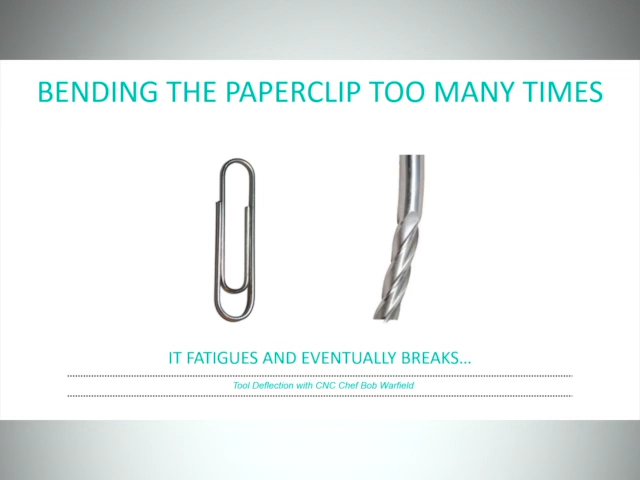 BENDING THE PAPERCLIP TOO MANY TIMES
IT FATIGUES AND EVENTUALLY BREAKS...
Tool Deflection with CNC Chef Bob Warfield